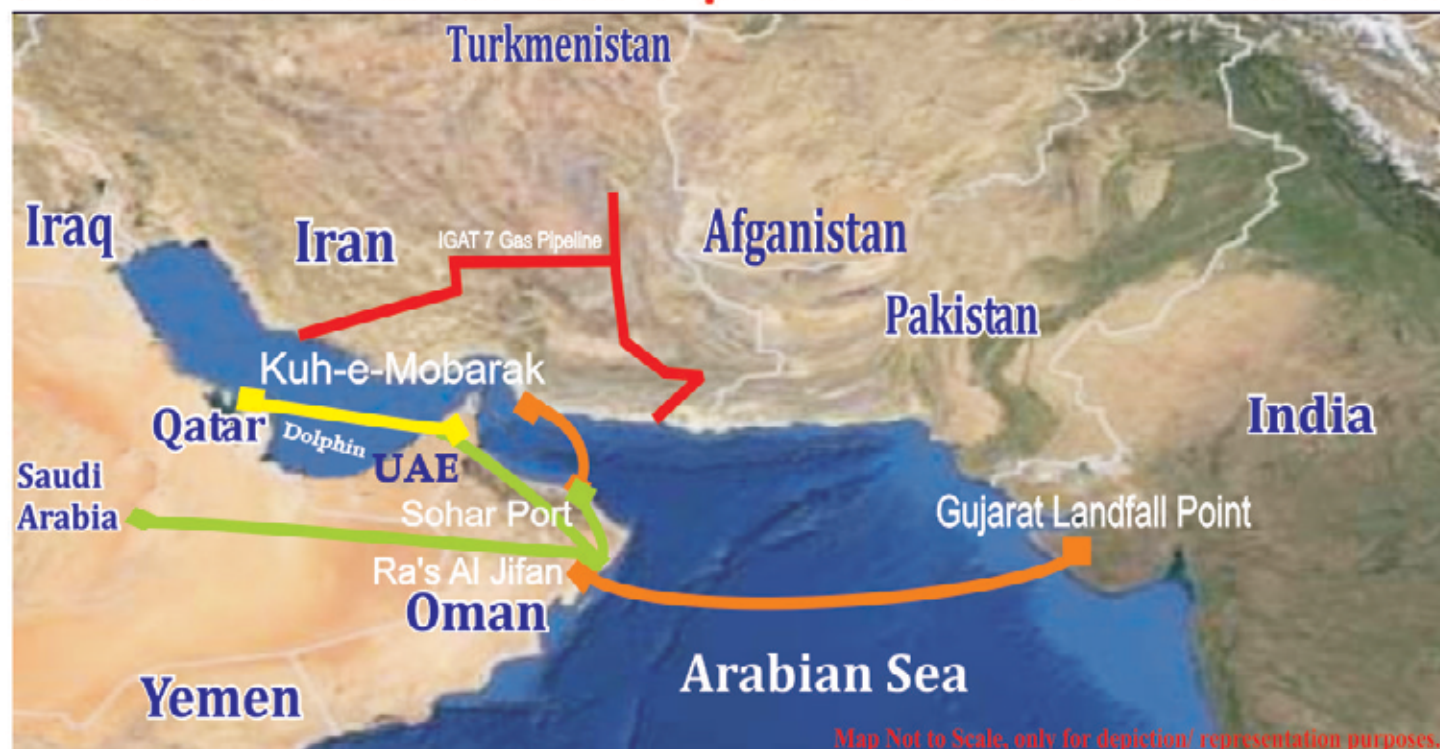 Turkmenistan
Iraq
Iran
IGAT 7 Gas Pipeline
Afganistan
Pakistan
Kuh-e-Mobarak
India
Qatar
Dolphin
UAE
Saudi
Arabia
Sohar Port
Gujarat Landfall Point
Ra's Al Jifan
Oman
Arabian Sea
Yemen
Map Not to Scale, only for depiction/ representation purposes.